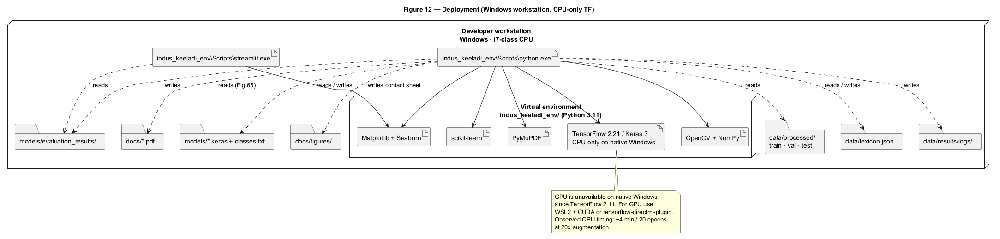 Figure 12 — Deployment (Windows workstation, CPU-only TF)
Developer workstation
Windows · i7-class CPU
indus_keeladi_env\Scripts\streamlit.exe
indus_keeladi_env\Scripts\python.exe
reads
writes
reads (Fig.65)
reads / writes
writes contact sheet
reads
reads / writes
writes
Virtual environment
indus_keeladi_env/ (Python 3.11)
models/evaluation_results/
docs/*.pdf
models/*.keras + classes.txt
docs/figures/
Matplotlib + Seaborn
scikit-learn
PyMuPDF
TensorFlow 2.21 / Keras 3
CPU only on native Windows
OpenCV + NumPy
data/processed/
train · val · test
data/lexicon.json
data/results/logs/
GPU is unavailable on native Windows
since TensorFlow 2.11. For GPU use
WSL2 + CUDA or tensorflow-directml-plugin.
Observed CPU timing: ~4 min / 20 epochs
at 20x augmentation.